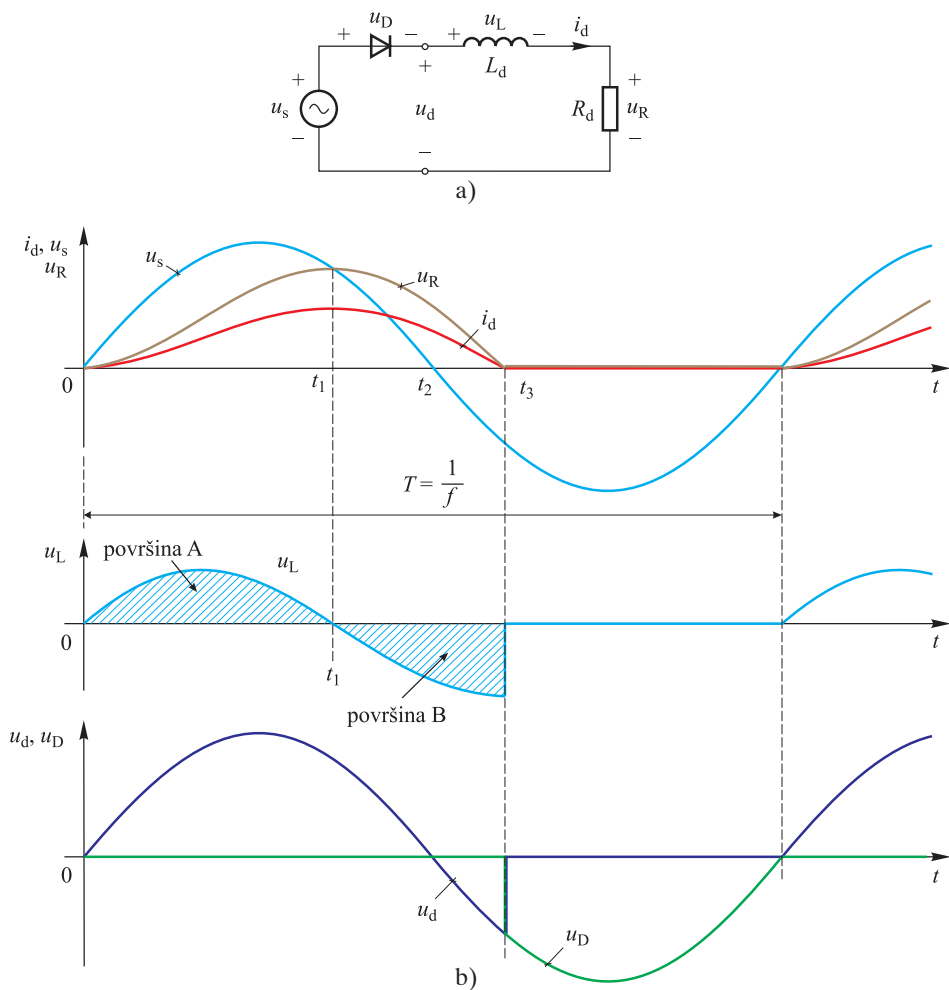 u_D
u_L
i_d
+ − + −
+
L_d
+
u_s
u_d
R_d
u_R
+
−
−
−
a)
i_d, u_s
u_R
u_s
u_R
i_d
0
t_1
t_2
t_3
t
T = 1/f
u_L
površina A
u_L
0
t_1
t
površina B
u_d, u_D
0
t
u_d
u_D
b)